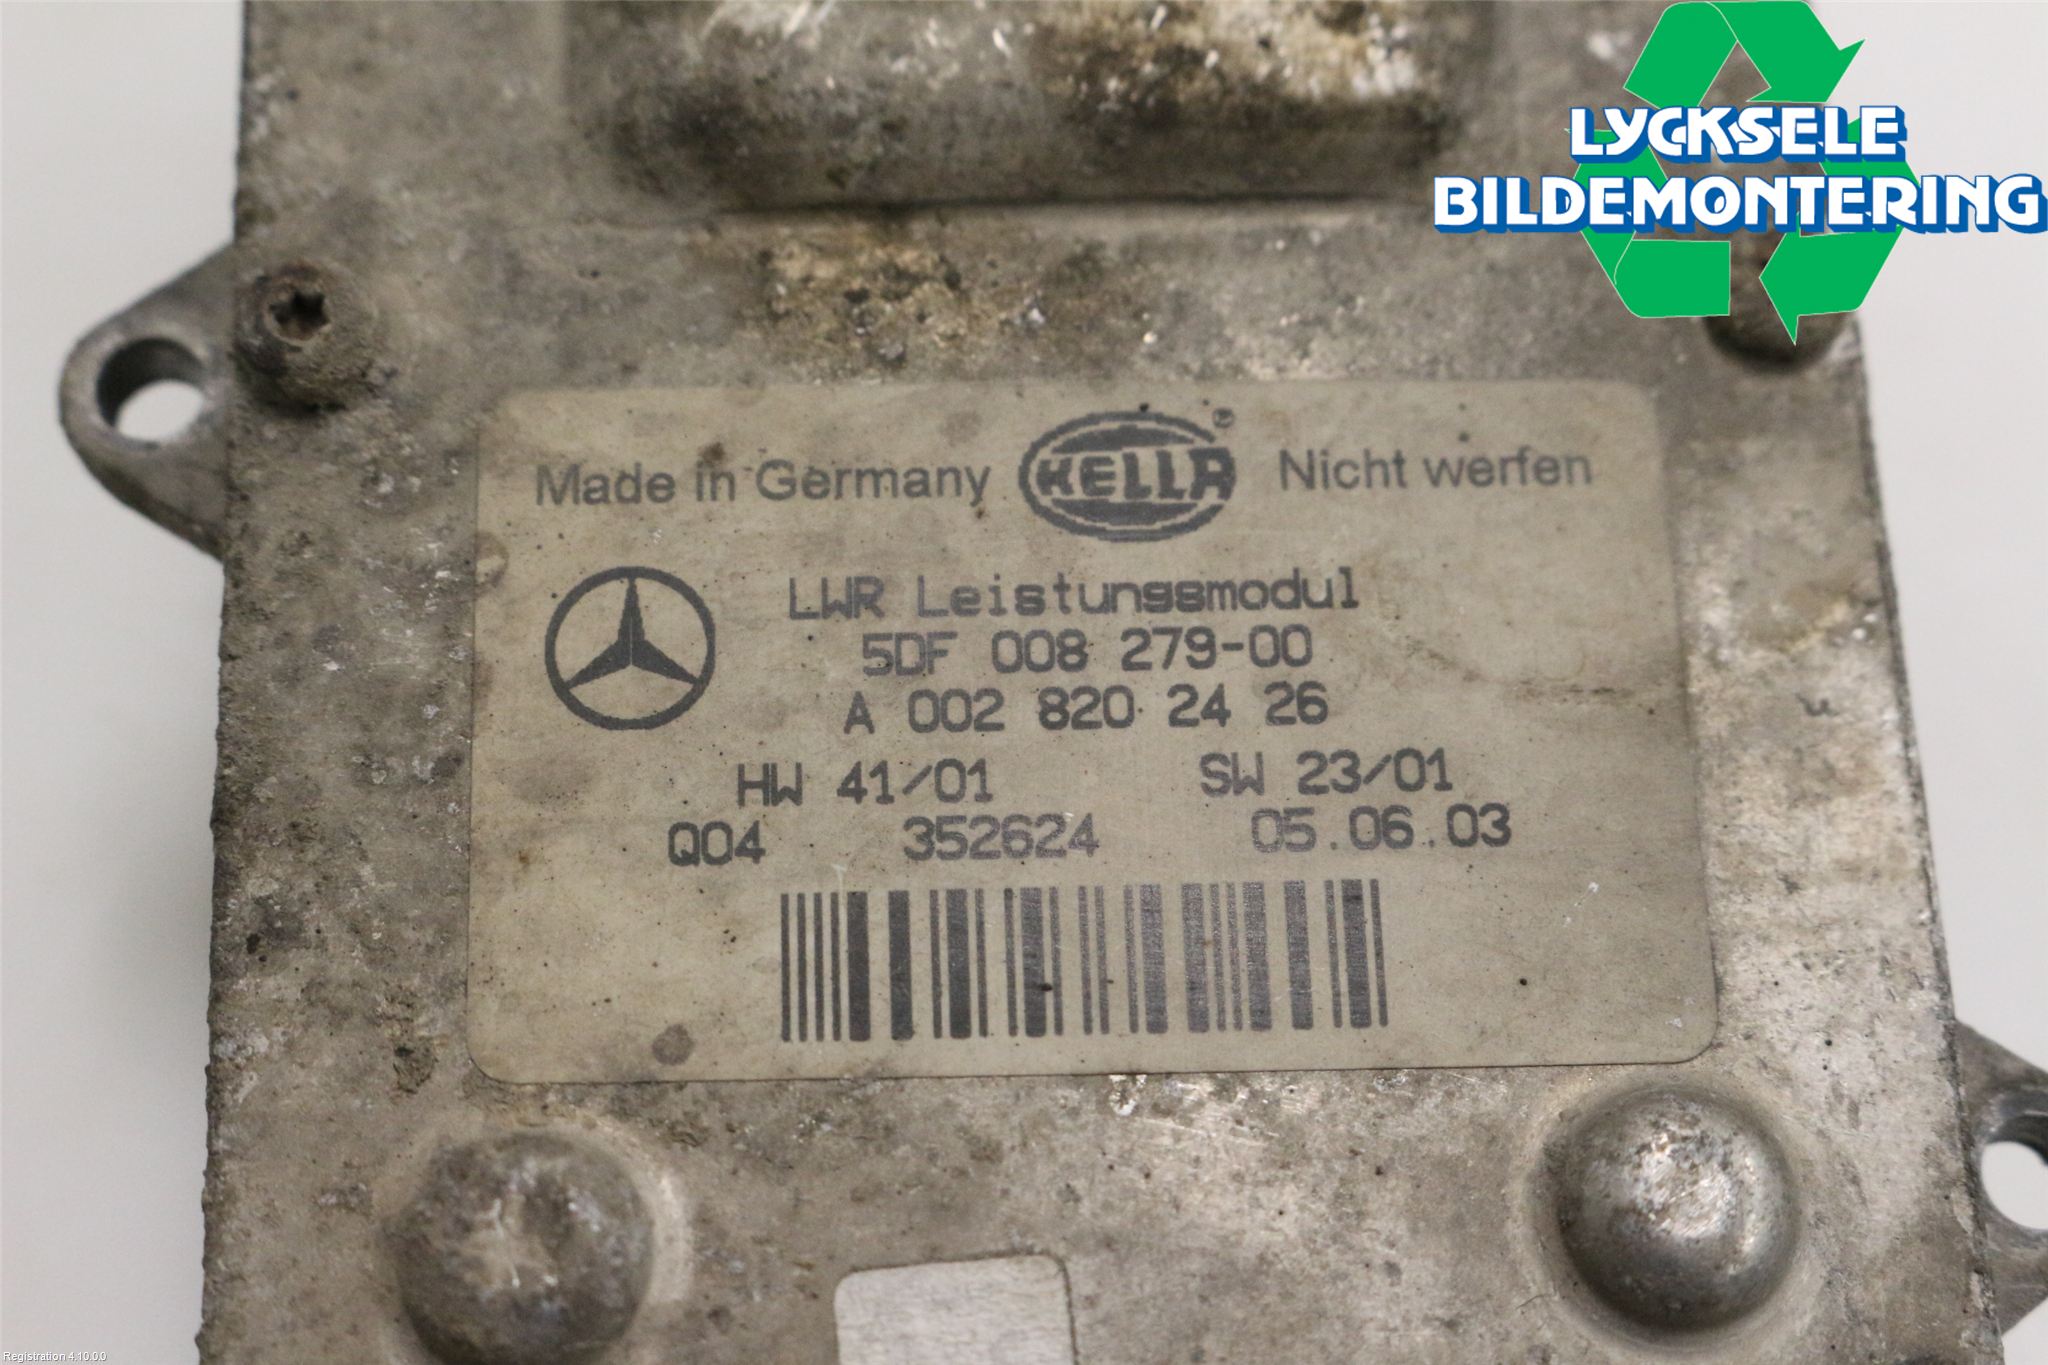 LYCKSELE
BILDEMONTERING
Made in Germany HELLA ® Nicht werfen
LWR Leistungsmodul
5DF 008 279-00
A 002 820 24 26
HW 41/01 SW 23/01
Q04 352624 05.06.03
Registration 4.10.0.0